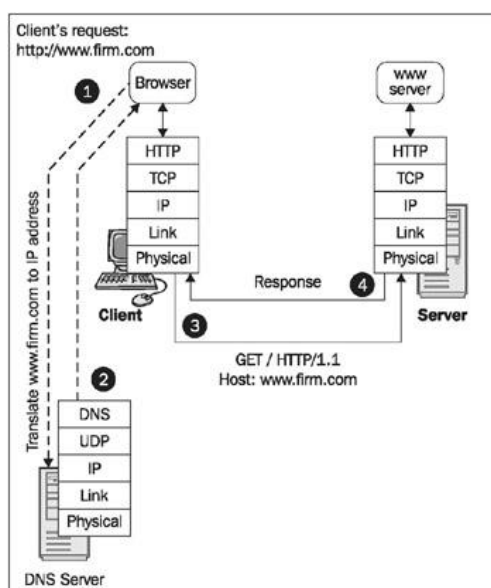 Client's request:
http://www.firm.com
1
Browser
www
server
HTTP
TCP
IP
Link
Physical
Client
HTTP
TCP
IP
Link
Physical
Server
Response
4
3
GET / HTTP/1.1
Host: www.firm.com
Translate www.firm.com to IP address
2
DNS
UDP
IP
Link
Physical
DNS Server